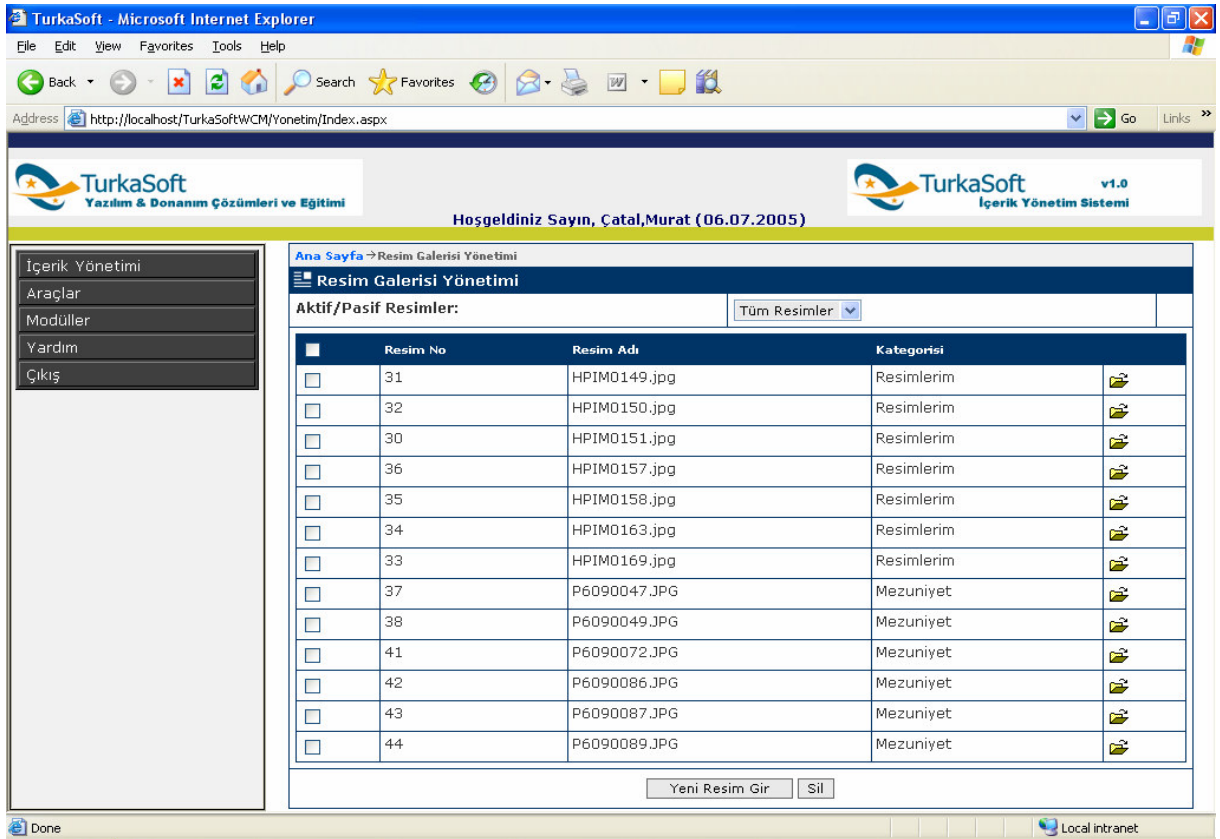 TurkaSoft - Microsoft Internet Explorer
File Edit View Favorites Tools Help
Back Search Favorites
Address http://localhost/TurkaSoftWCM/Yonetim/Index.aspx Go Links »
TurkaSoft
Yazılım & Donanım Çözümleri ve Eğitimi
Hoşgeldiniz Sayın, Çatal,Murat (06.07.2005)
TurkaSoft v1.0
İçerik Yönetim Sistemi
İçerik Yönetimi
Araçlar
Modüller
Yardım
Çıkış
Ana Sayfa→Resim Galerisi Yönetimi
Resim Galerisi Yönetimi
Aktif/Pasif Resimler: Tüm Resimler
Resim No Resim Adı Kategorisi
31 HPIM0149.jpg Resimlerim
32 HPIM0150.jpg Resimlerim
30 HPIM0151.jpg Resimlerim
36 HPIM0157.jpg Resimlerim
35 HPIM0158.jpg Resimlerim
34 HPIM0163.jpg Resimlerim
33 HPIM0169.jpg Resimlerim
37 P6090047.JPG Mezuniyet
38 P6090049.JPG Mezuniyet
41 P6090072.JPG Mezuniyet
42 P6090086.JPG Mezuniyet
43 P6090087.JPG Mezuniyet
44 P6090089.JPG Mezuniyet
Yeni Resim Gir Sil
Done Local intranet